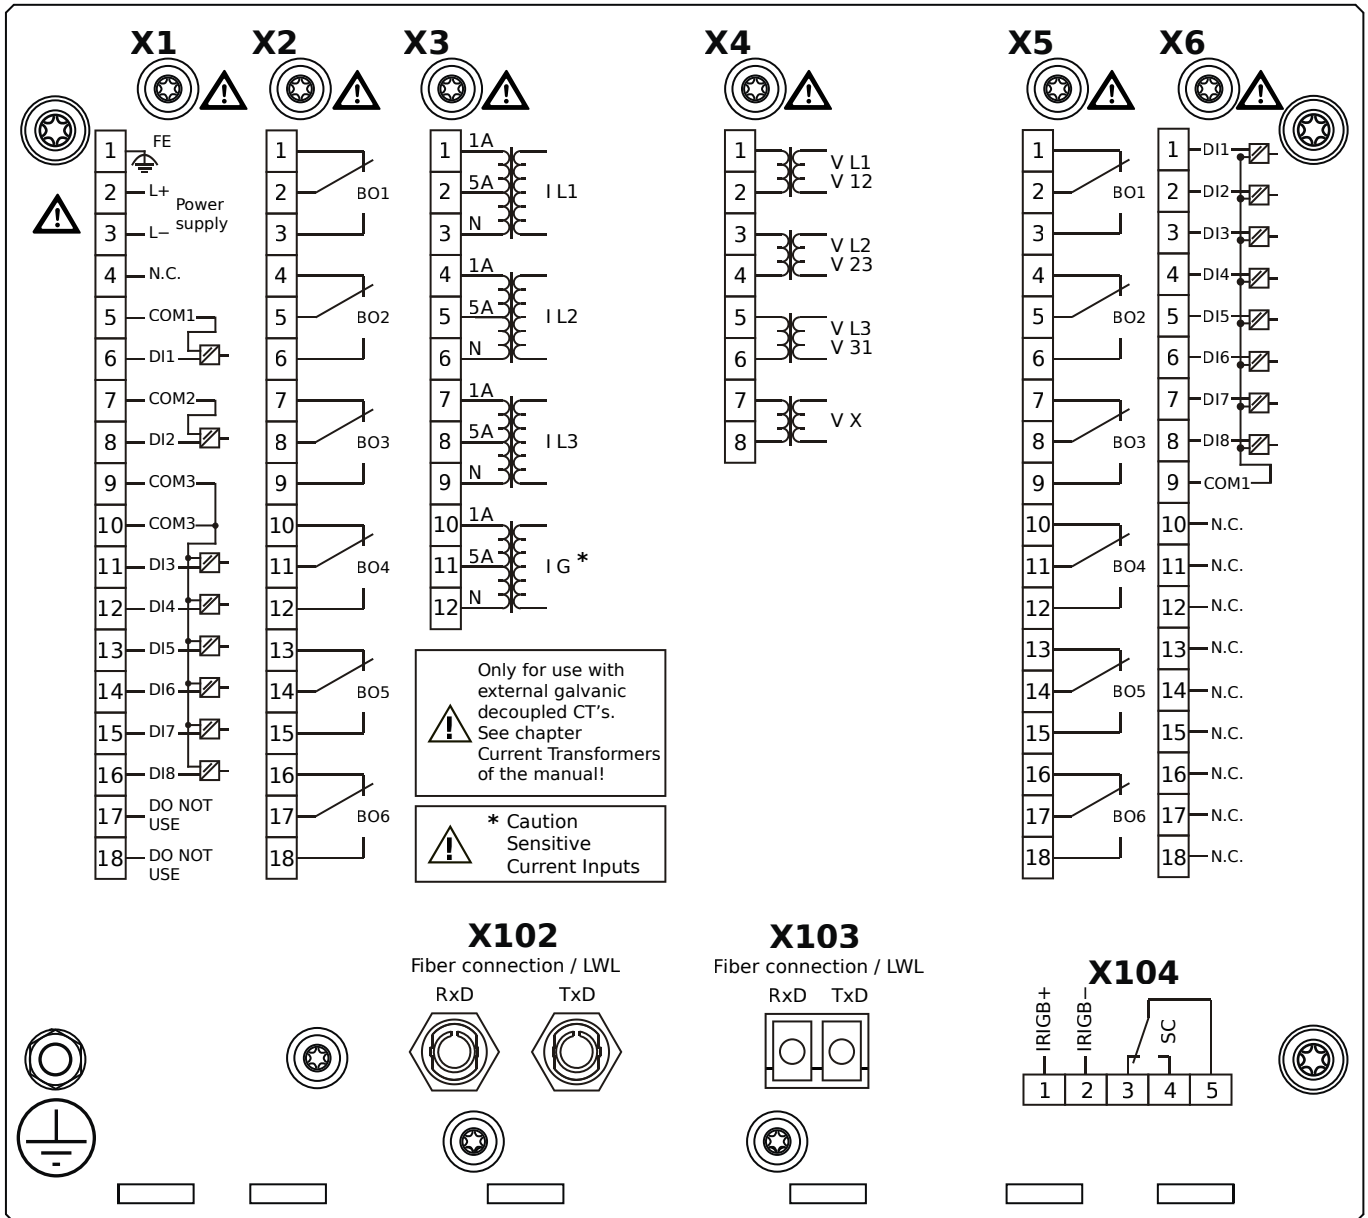 X1
X2
X3
X4
X5
X6
1 FE
2 L+
Power
supply
3 L−
4 N.C.
5 COM1
6 DI1
7 COM2
8 DI2
9 COM3
10 COM3
11 DI3
12 DI4
13 DI5
14 DI6
15 DI7
16 DI8
17 DO NOT
USE
18 DO NOT
USE
1
2 BO1
3
4
5 BO2
6
7
8 BO3
9
10
11 BO4
12
13
14 BO5
15
16
17 BO6
18
1 1A
2 5A I L1
3 N
4 1A
5 5A I L2
6 N
7 1A
8 5A I L3
9 N
10 1A
11 5A I G *
12 N
Only for use with
external galvanic
decoupled CT's.
See chapter
Current Transformers
of the manual!
* Caution
Sensitive
Current Inputs
1 V L1
2 V 12
3 V L2
4 V 23
5 V L3
6 V 31
7 V X
8
1
2 BO1
3
4
5 BO2
6
7
8 BO3
9
10
11 BO4
12
13
14 BO5
15
16
17 BO6
18
1 DI1
2 DI2
3 DI3
4 DI4
5 DI5
6 DI6
7 DI7
8 DI8
9 COM1
10 N.C.
11 N.C.
12 N.C.
13 N.C.
14 N.C.
15 N.C.
16 N.C.
17 N.C.
18 N.C.
X102
Fiber connection / LWL
RxD TxD
X103
Fiber connection / LWL
RxD TxD
X104
IRIGB+
IRIGB−
SC
1 2 3 4 5